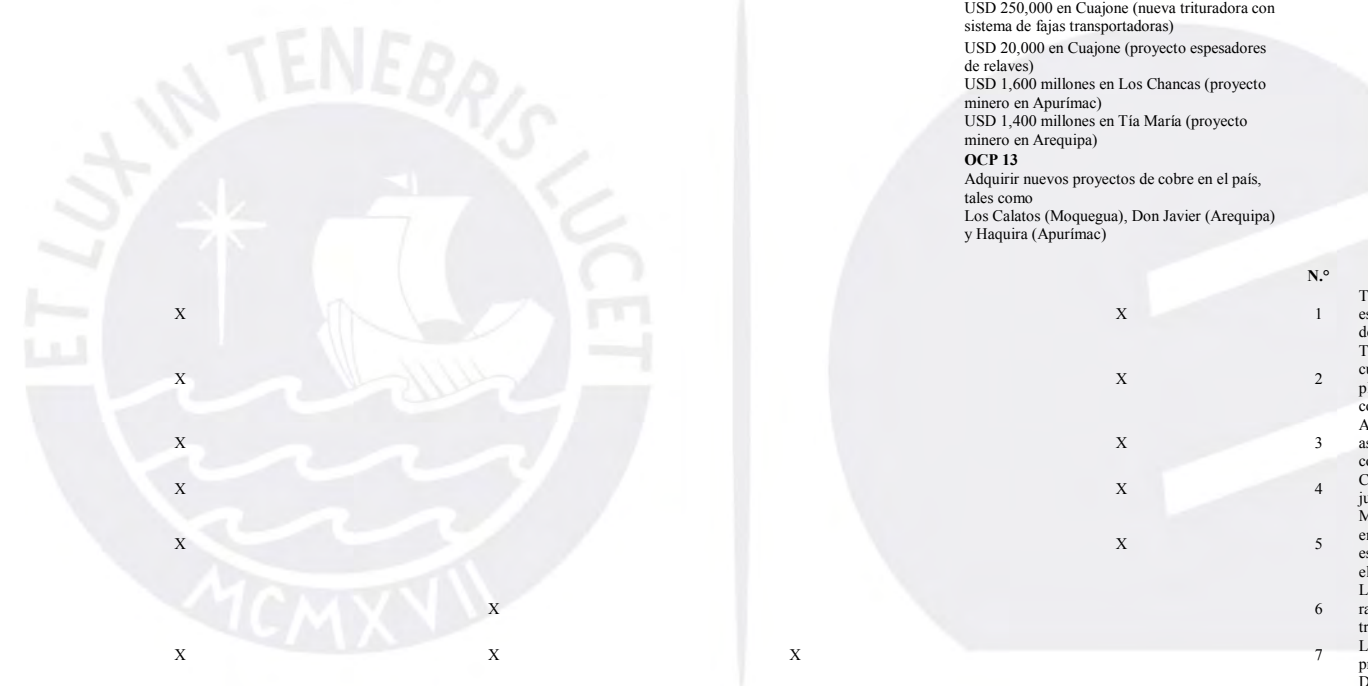 USD 250,000 en Cuajone (nueva trituradora con
sistema de fajas transportadoras)
USD 20,000 en Cuajone (proyecto espesadores
de relaves)
USD 1,600 millones en Los Chancas (proyecto
minero en Apurímac)
USD 1,400 millones en Tía María (proyecto
minero en Arequipa)
OCP 13
Adquirir nuevos proyectos de cobre en el país,
tales como
Los Calatos (Moquegua), Don Javier (Arequipa)
y Haquira (Apurímac)
N.°
X X 1
X X 2
X X 3
X X 4
X X 5
X 6
X X X 7
ET LUX IN TENEBRIS LUCET
MCMXVII